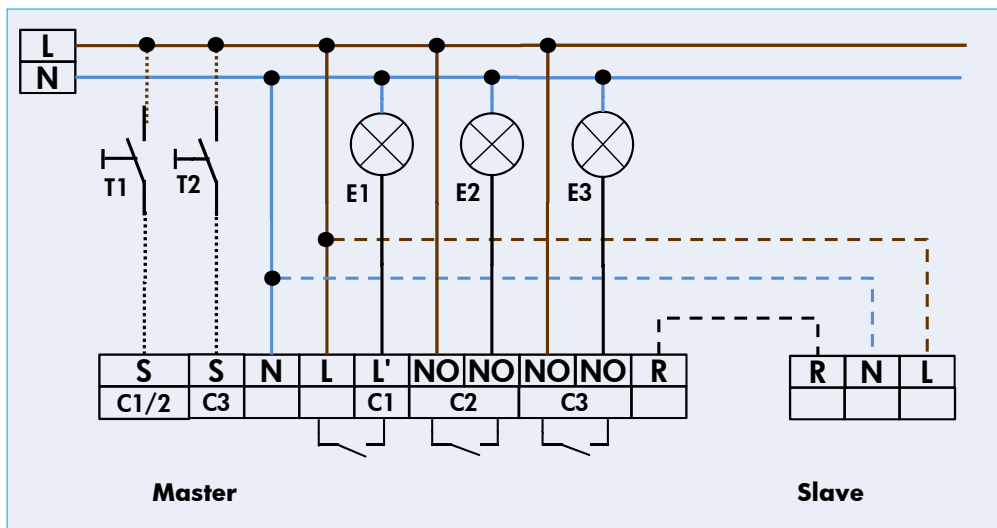 L
N
T1 T2 E1 E2 E3
S S N L L' NO NO NO NO R R N L
C1/2 C3 C1 C2 C3
Master Slave